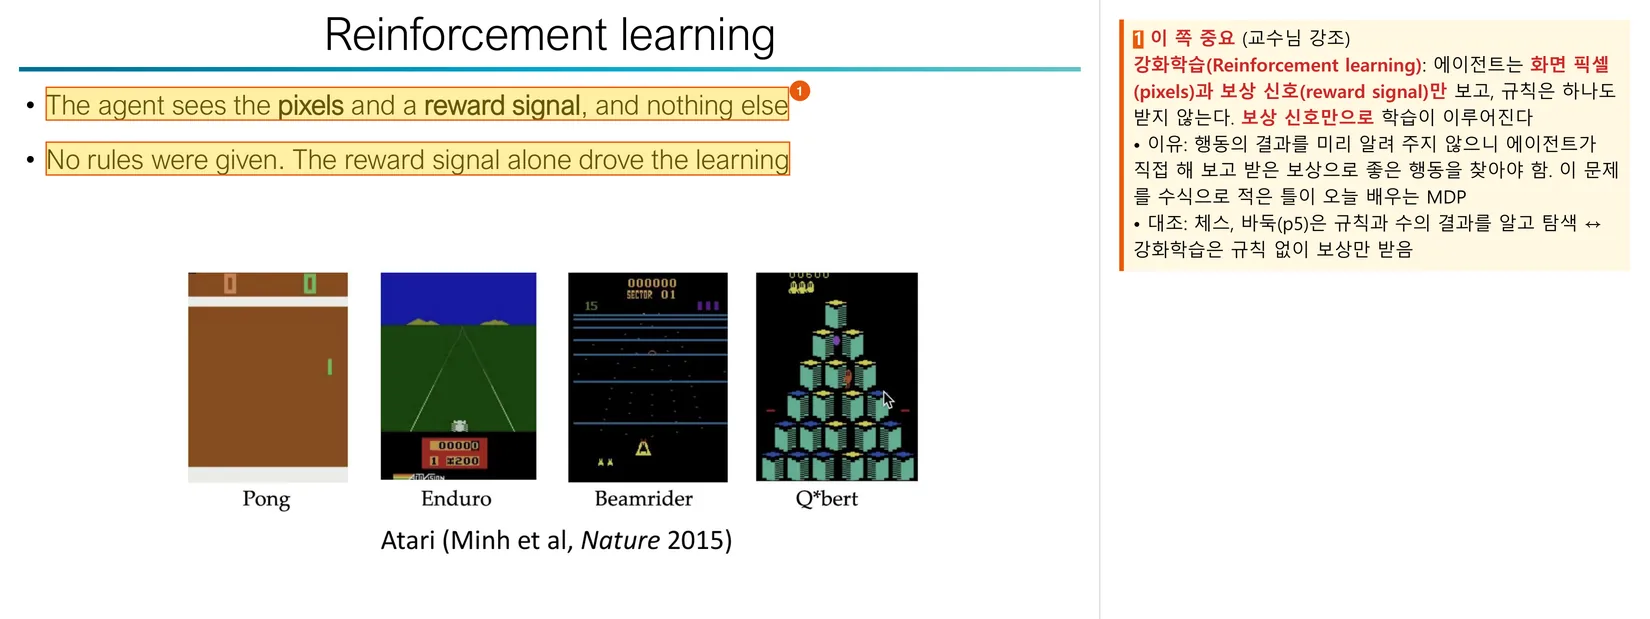 Reinforcement learning
• The agent sees the pixels and a reward signal, and nothing else
1
• No rules were given. The reward signal alone drove the learning
0 0
00000
1 200
000000
SECTOR 01
15
00600
Pong
Enduro
Beamrider
Q*bert
Atari (Minh et al, Nature 2015)
1 이 쪽 중요 (교수님 강조)
강화학습(Reinforcement learning): 에이전트는 화면 픽셀
(pixels)과 보상 신호(reward signal)만 보고, 규칙은 하나도
받지 않는다. 보상 신호만으로 학습이 이루어진다
• 이유: 행동의 결과를 미리 알려 주지 않으니 에이전트가
직접 해 보고 받은 보상으로 좋은 행동을 찾아야 함. 이 문제
를 수식으로 적은 틀이 오늘 배우는 MDP
• 대조: 체스, 바둑(p5)은 규칙과 수의 결과를 알고 탐색 ↔
강화학습은 규칙 없이 보상만 받음